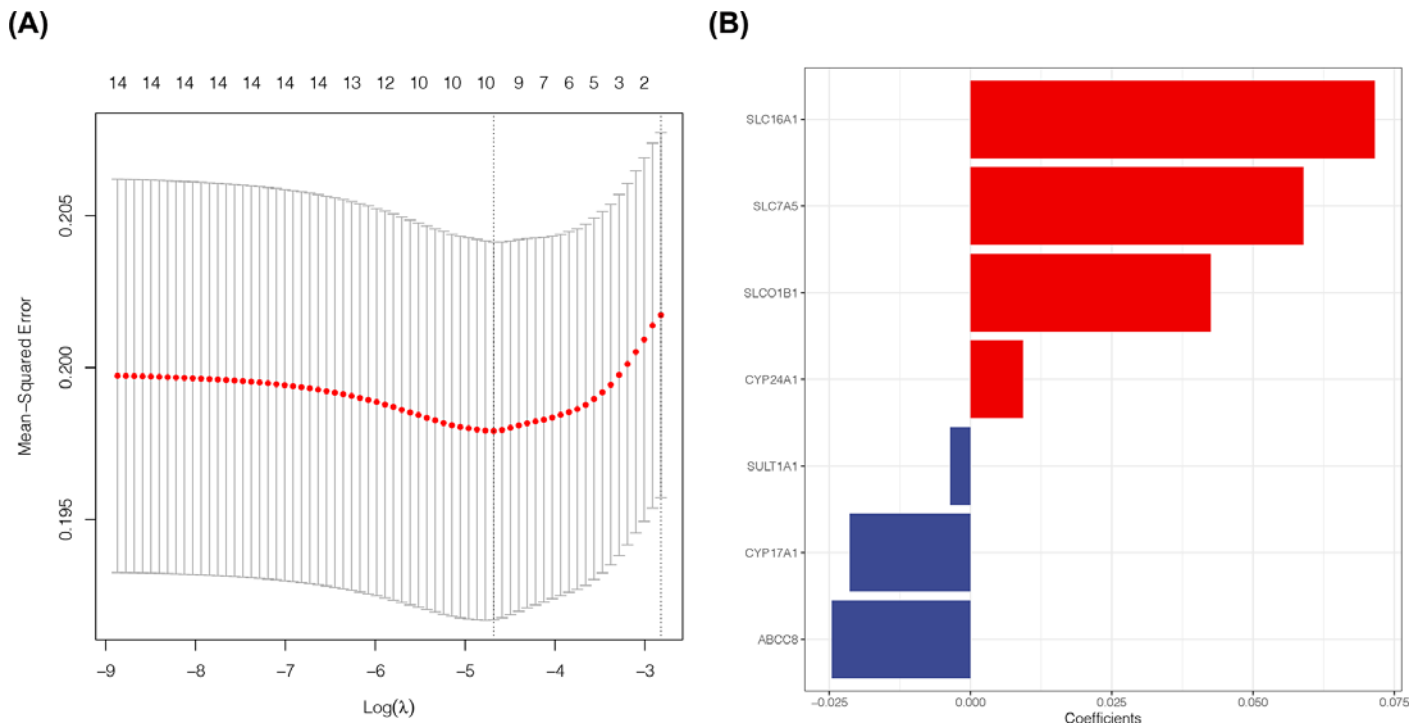 (A)
14 14 14 14 14 14 14 13 12 10 10 10 9 7 6 5 3 2
Mean−Squared Error
0.205
0.200
0.195
−9 −8 −7 −6 −5 −4 −3
Log(λ)
(B)
SLC16A1
SLC7A5
SLCO1B1
CYP24A1
SULT1A1
CYP17A1
ABCC8
−0.025 0.000 0.025 0.050 0.075
Coefficients